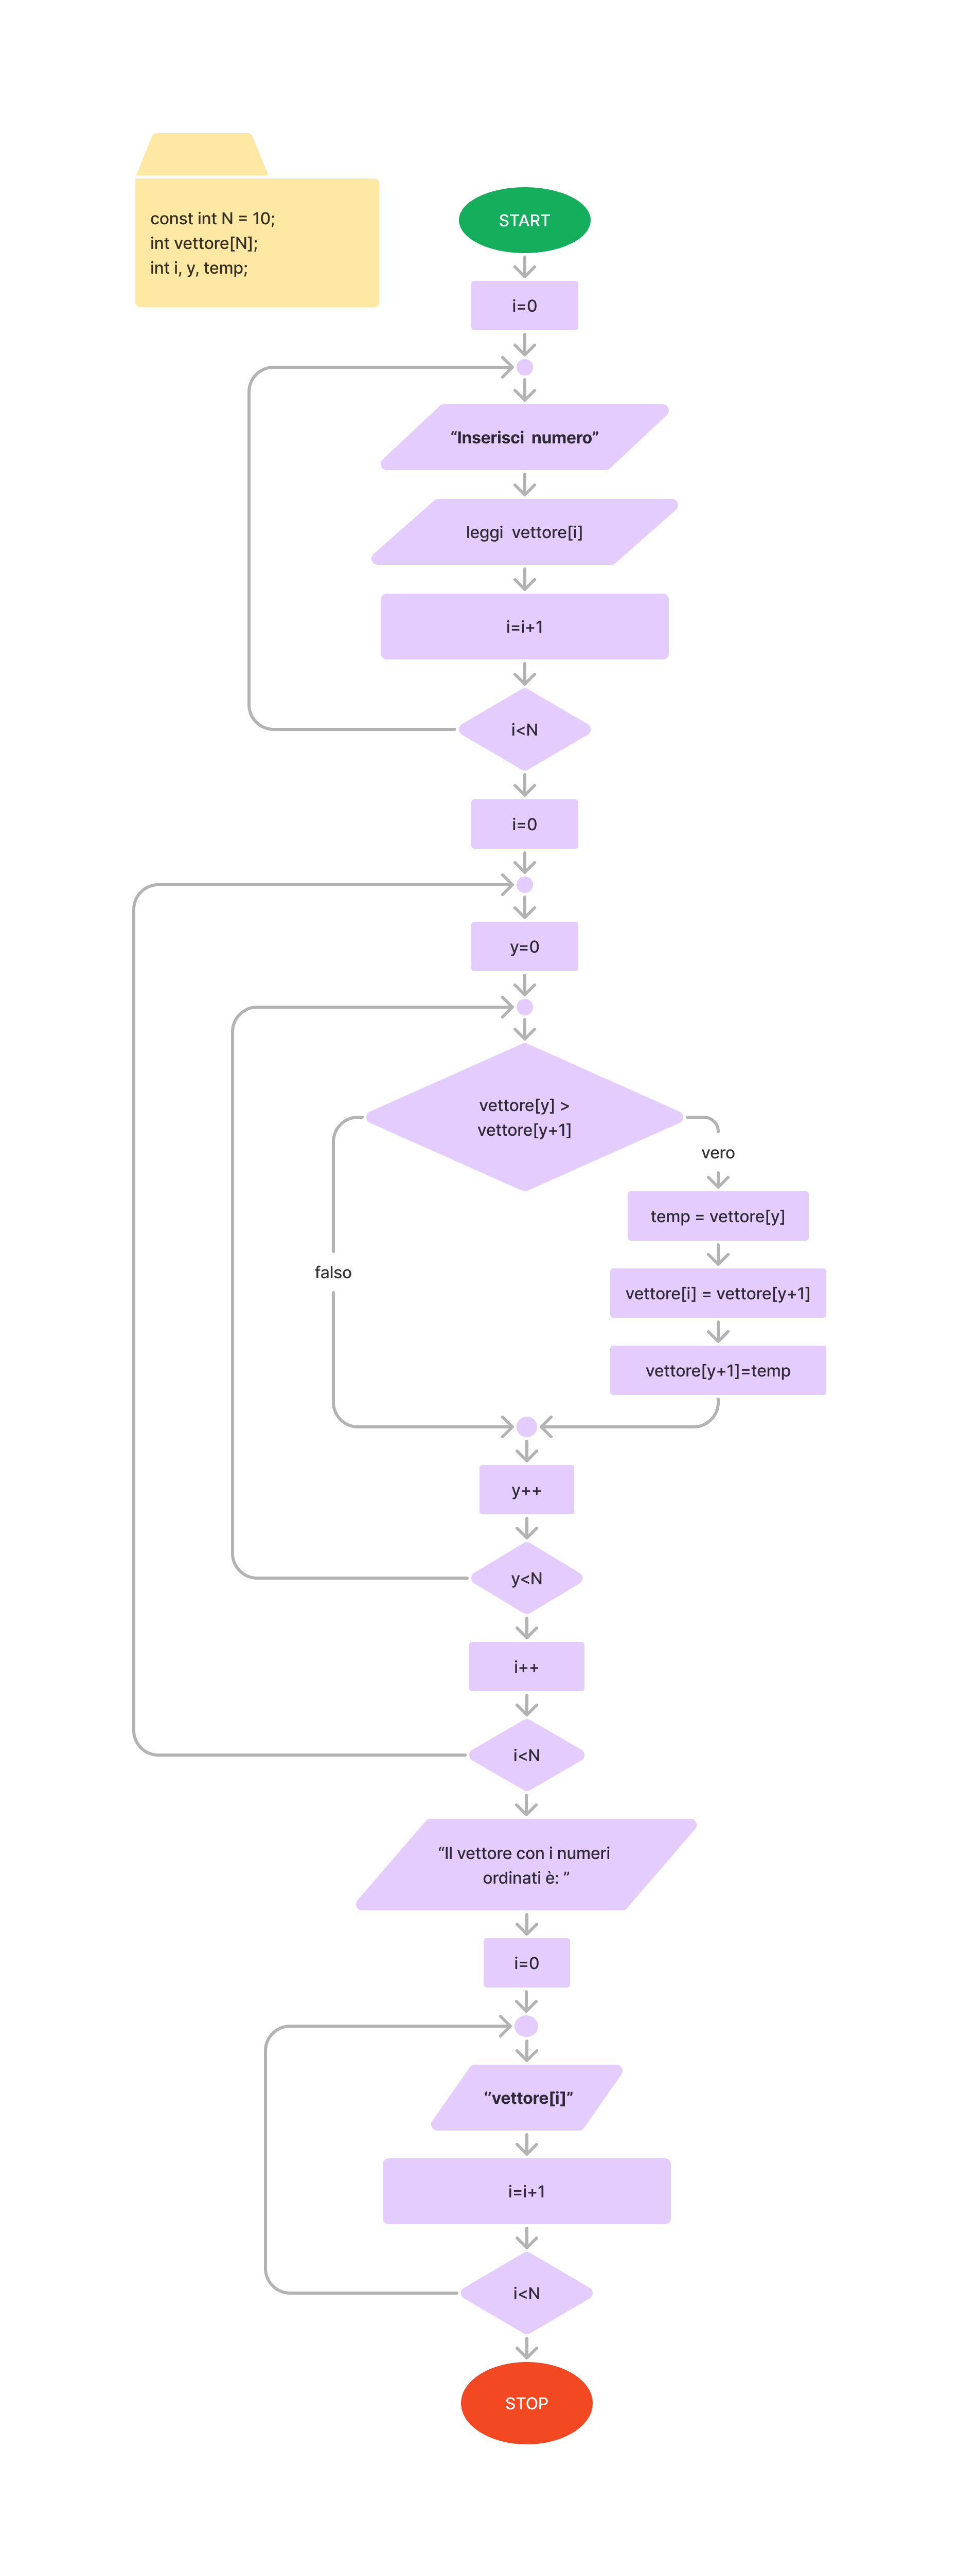 const int N = 10;
int vettore[N];
int i, y, temp;
START
i=0
“Inserisci  numero”
leggi  vettore[i]
i=i+1
i<N
i=0
y=0
vettore[y] >
vettore[y+1]
vero
temp = vettore[y]
vettore[i] = vettore[y+1]
vettore[y+1]=temp
falso
y++
y<N
i++
i<N
“Il vettore con i numeri
ordinati è: ”
i=0
‘’vettore[i]”
i=i+1
i<N
STOP